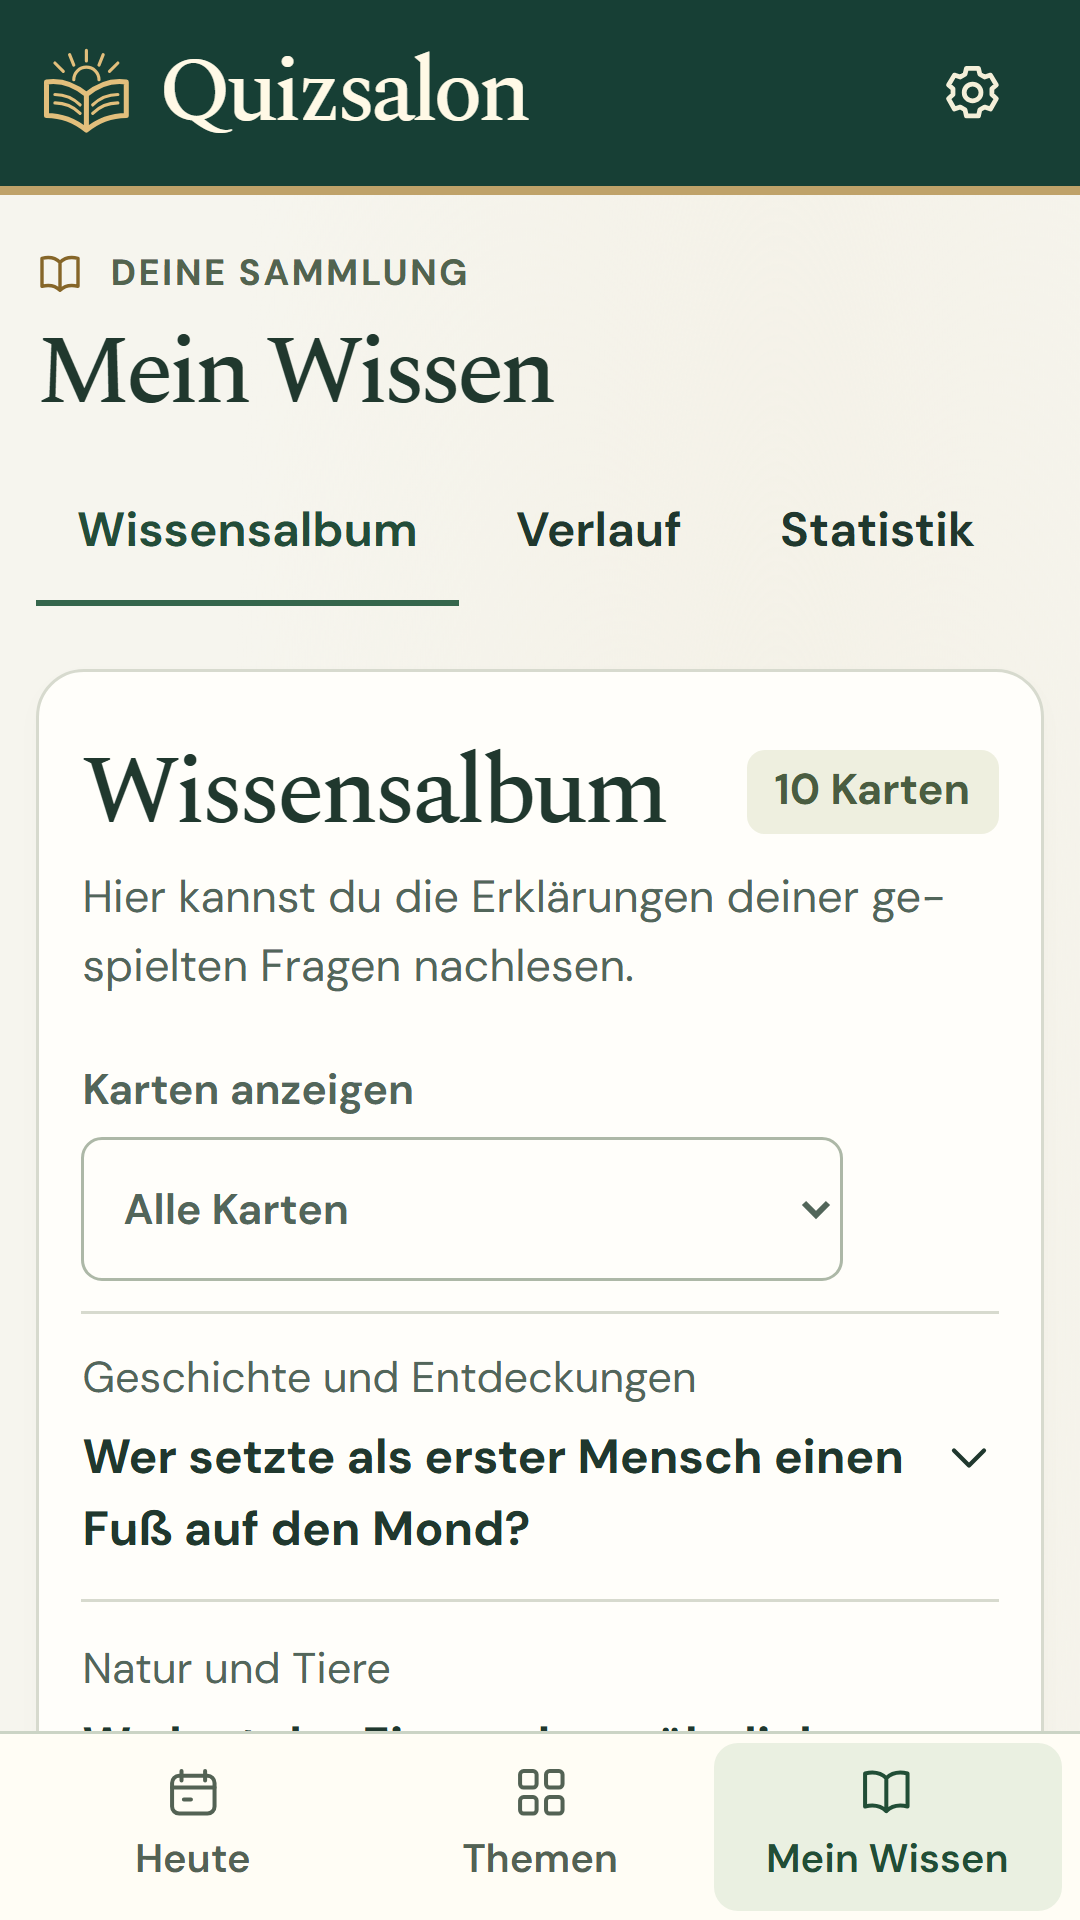 Quizsalon
DEINE SAMMLUNG
Mein Wissen
Wissensalbum
Verlauf
Statistik
Wissensalbum
10 Karten
Hier kannst du die Erklärungen deiner ge-
spielten Fragen nachlesen.
Karten anzeigen
Alle Karten
Geschichte und Entdeckungen
Wer setzte als erster Mensch einen
Fuß auf den Mond?
Natur und Tiere
Heute
Themen
Mein Wissen